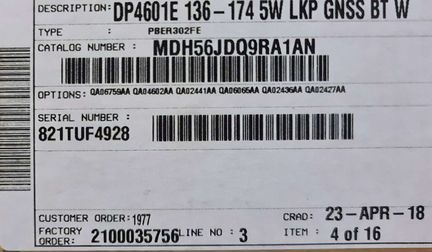 DESCRIPTION: DP4601E 136-174 5W LKP GNSS BT W
TYPE : PBER302FE
CATALOG NUMBER : MDH56JDQ9RA1AN
OPTIONS: QA06759AA QA04602AA QA02441AA QA06065AA QA02436AA QA02427AA
SERIAL NUMBER :
821TUF4928
CUSTOMER ORDER: 1977 CRAD: 23-APR-18
FACTORY ORDER: 2100035756 LINE NO : 3 ITEM : 4 of 16